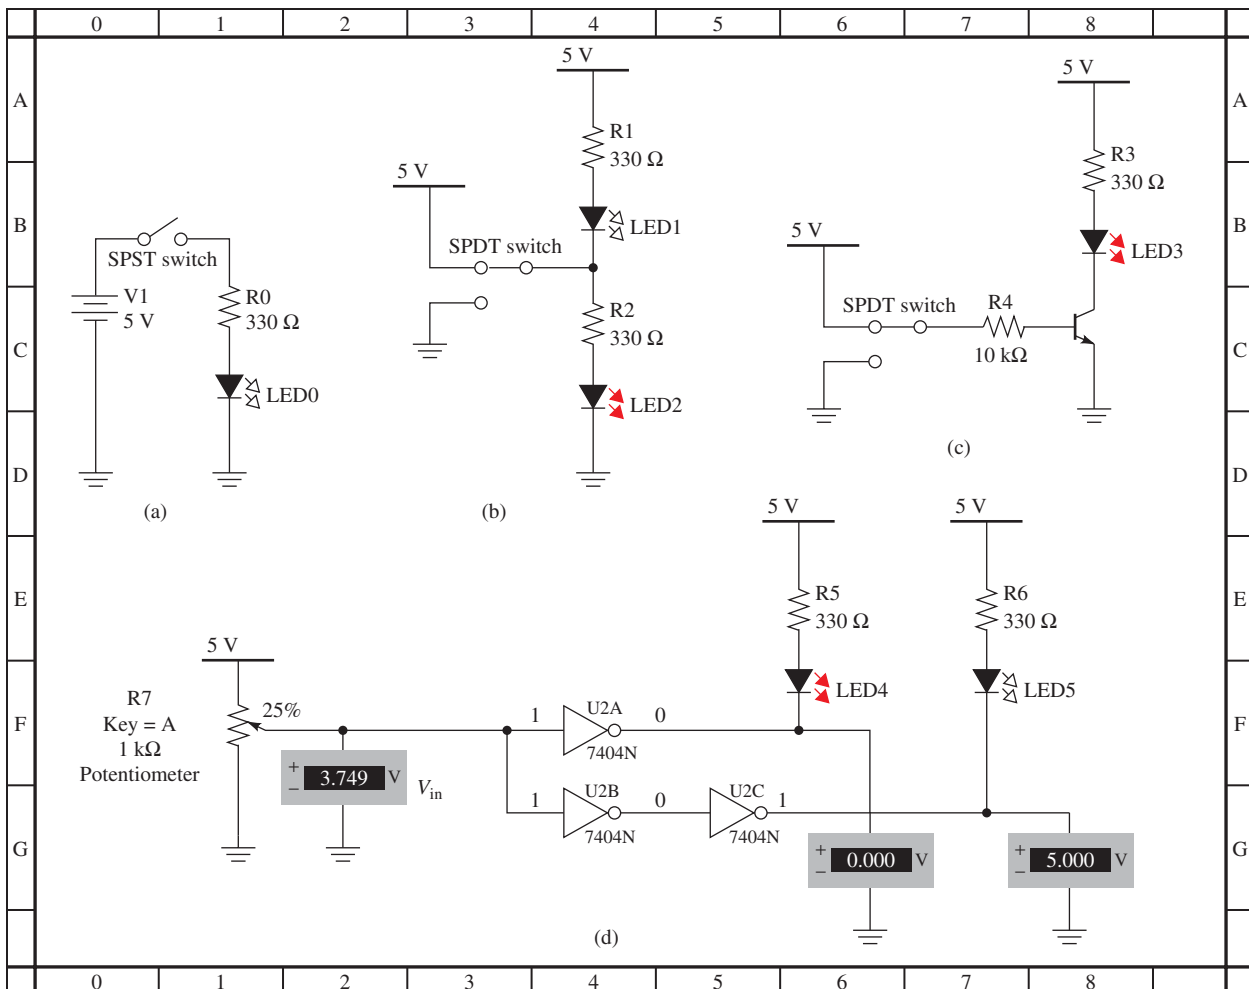 0 1 2 3 4 5 6 7 8
A A
B B
C C
D D
E E
F F
G G
SPST switch
V1
5 V
R0
330 Ω
LED0
(a)
5 V
R1
330 Ω
5 V
LED1
SPDT switch
R2
330 Ω
LED2
(b)
5 V
R3
330 Ω
5 V
LED3
SPDT switch
R4
10 kΩ
(c)
5 V
R5
330 Ω
LED4
5 V
R6
330 Ω
LED5
5 V
R7
Key = A
1 kΩ
Potentiometer
25%
+
−
3.749 V
Vin
1 U2A 0
7404N
1 U2B 0
7404N
U2C 1
7404N
+
−
0.000 V
+
−
5.000 V
(d)
0 1 2 3 4 5 6 7 8